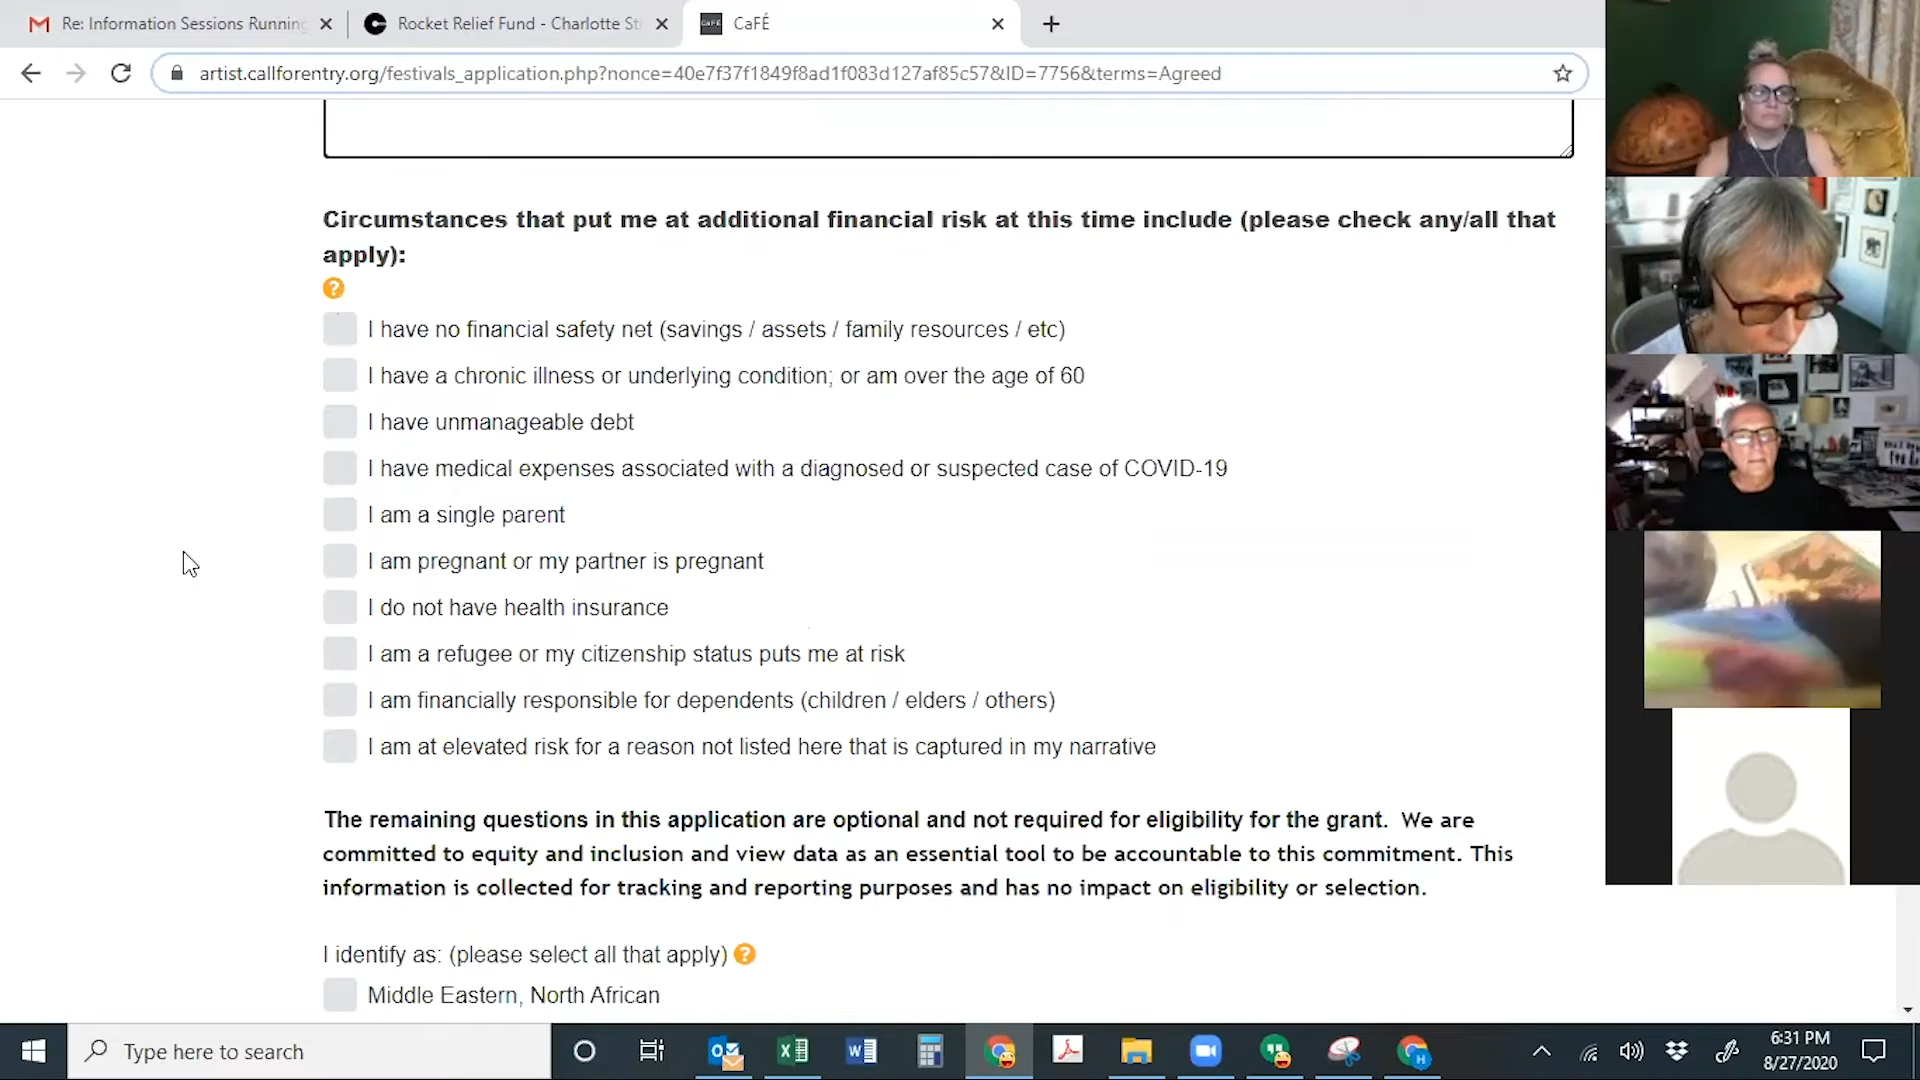 Re: Information Sessions Running
Rocket Relief Fund - Charlotte St
CaFÉ
CaFÉ
artist.callforentry.org/festivals_application.php?nonce=40e7f37f1849f8ad1f083d127af85c57&ID=7756&terms=Agreed
Circumstances that put me at additional financial risk at this time include (please check any/all that
apply):
?
I have no financial safety net (savings / assets / family resources / etc)
I have a chronic illness or underlying condition; or am over the age of 60
I have unmanageable debt
I have medical expenses associated with a diagnosed or suspected case of COVID-19
I am a single parent
I am pregnant or my partner is pregnant
I do not have health insurance
I am a refugee or my citizenship status puts me at risk
I am financially responsible for dependents (children / elders / others)
I am at elevated risk for a reason not listed here that is captured in my narrative
The remaining questions in this application are optional and not required for eligibility for the grant. We are
committed to equity and inclusion and view data as an essential tool to be accountable to this commitment. This
information is collected for tracking and reporting purposes and has no impact on eligibility or selection.
I identify as: (please select all that apply) ?
Middle Eastern, North African
Type here to search
6:31 PM
8/27/2020